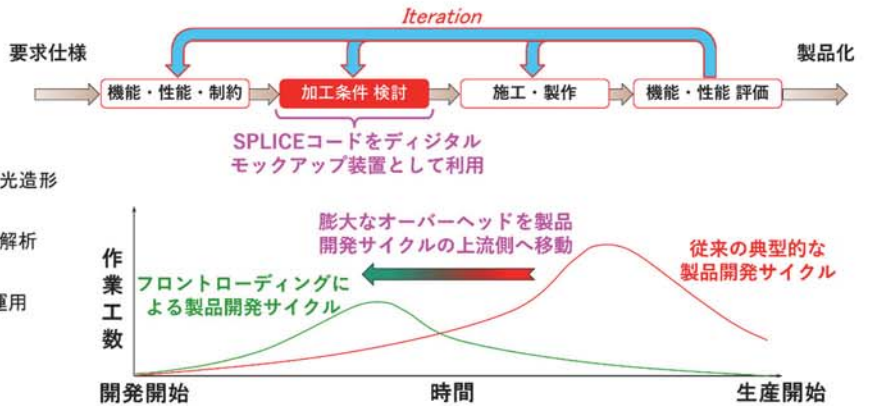 Iteration
要求仕様
製品化
機能・性能・制約
加工条件 検討
施工・製作
機能・性能 評価
SPLICEコードをディジタル
モックアップ装置として利用
光造形
解析
運用
膨大なオーバーヘッドを製品
開発サイクルの上流側へ移動
従来の典型的な
製品開発サイクル
フロントローディングに
よる製品開発サイクル
作業工数
開発開始
時間
生産開始